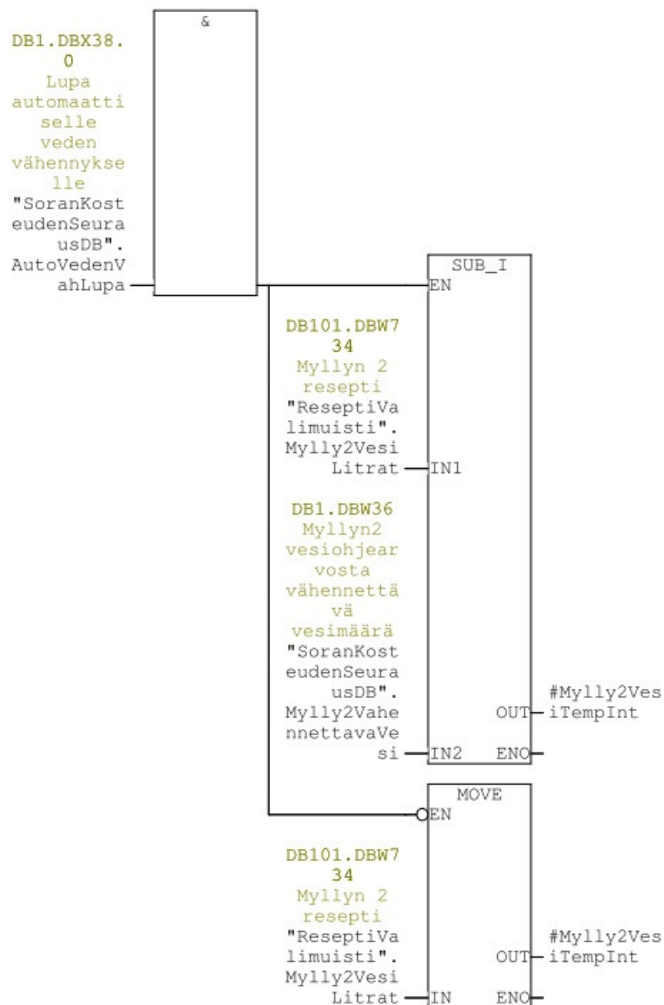 &
DB1.DBX38.
0
Lupa
automaatti
selle
veden
vähennykse
lle
"SoranKost
eudenSeura
usDB".
AutoVedenV
ahLupa
SUB_I
EN
DB101.DBW7
34
Myllyn 2
resepti
"ReseptiVa
limuisti".
Mylly2Vesi
Litrat
IN1
DB1.DBW36
Myllyn2
vesiohjear
vosta
vähennettä
vä
vesimäärä
"SoranKost
eudenSeura
usDB".
Mylly2Vahe
nnettavaVe
si
IN2
#Mylly2Ves
OUT iTempInt
ENO
MOVE
EN
DB101.DBW7
34
Myllyn 2
resepti
"ReseptiVa
limuisti".
Mylly2Vesi
Litrat
IN
#Mylly2Ves
OUT iTempInt
ENO